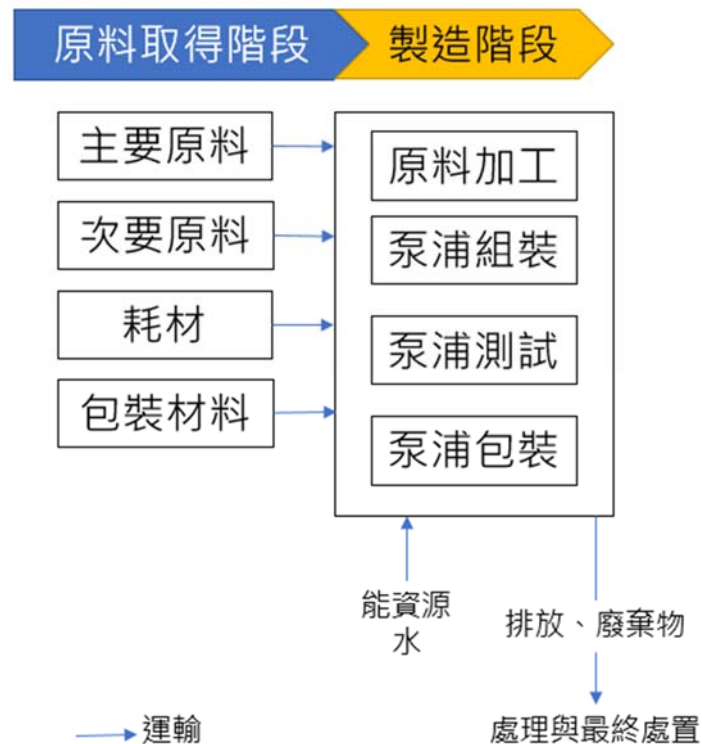 原料取得階段
製造階段
主要原料
次要原料
耗材
包裝材料
原料加工
泵浦組裝
泵浦測試
泵浦包裝
能資源
水
排放、廢棄物
處理與最終處置
運輸